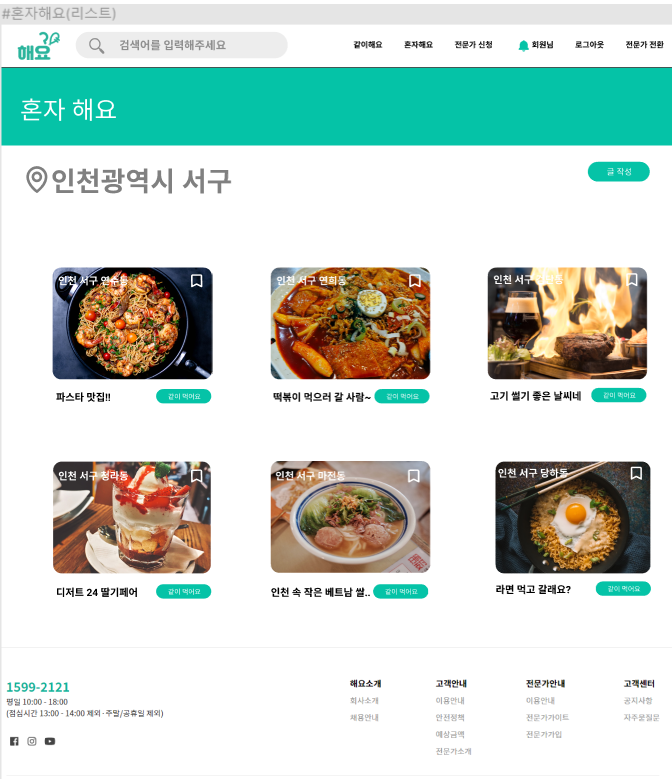 #혼자해요(리스트)
해요
검색어를 입력해주세요
같이해요 혼자해요 전문가 신청 회원님 로그아웃 전문가 전환
혼자 해요
인천광역시 서구
글 작성
인천 서구 연수동 인천 서구 연희동 인천 서구
파스타 맛집!! 같이 먹어요 떡볶이 먹으러 갈 사람~ 같이 먹어요 고기 썰기 좋은 날씨네 같이 먹어요
인천 서구 청라동 인천 서구 마전동 인천 서구 당하동
디저트 24 딸기페어 같이 먹어요 인천 속 작은 베트남 쌀.. 같이 먹어요 라면 먹고 갈래요? 같이 먹어요
1599-2121
평일 10:00 - 18:00
(점심시간 13:00 - 14:00 제외 · 주말/공휴일 제외)
해요소개 고객안내 전문가안내 고객센터
회사소개 이용안내 이용안내 공지사항
채용안내 안전정책 전문가가이드 자주묻질문
예상금액 전문가가입
전문가소개